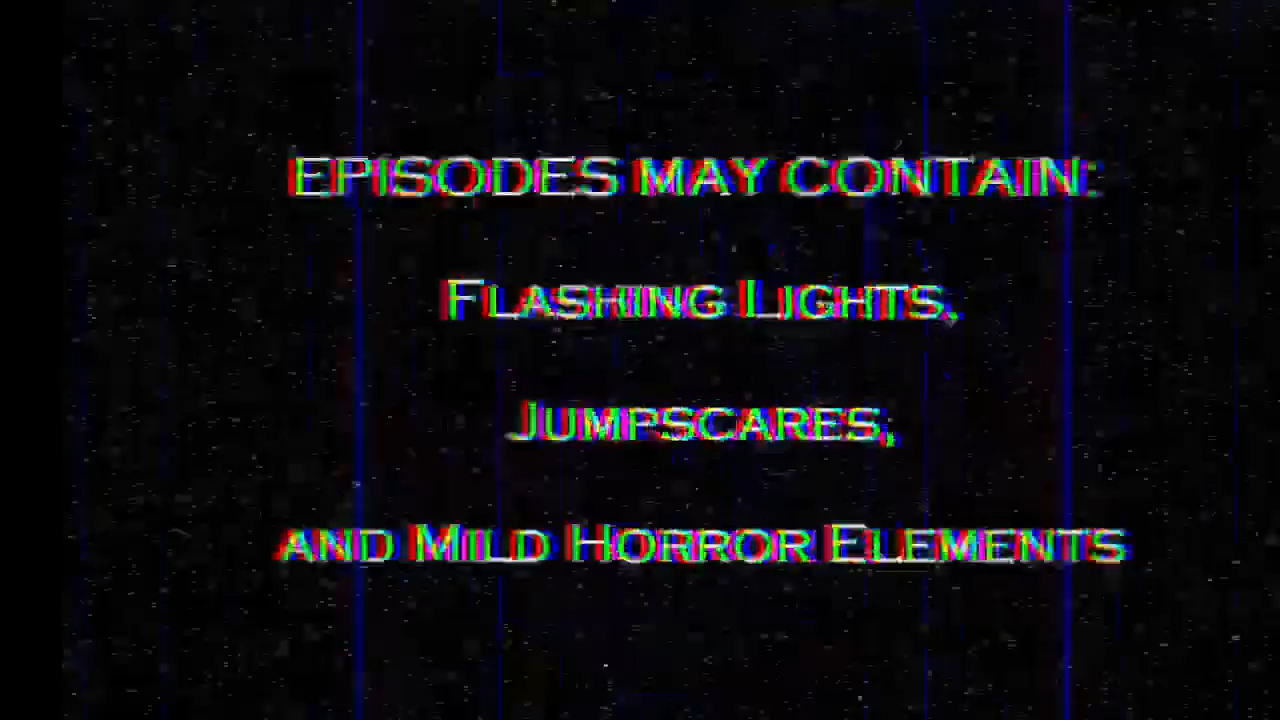 EPISODES MAY CONTAIN:
FLASHING LIGHTS,
JUMPSCARES,
AND MILD HORROR ELEMENTS